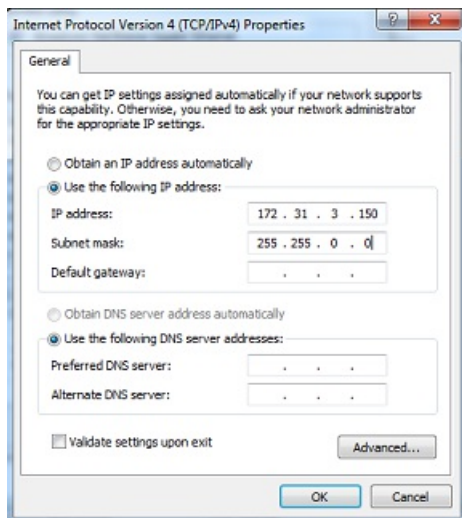 Internet Protocol Version 4 (TCP/IPv4) Properties
General
You can get IP settings assigned automatically if your network supports
this capability. Otherwise, you need to ask your network administrator
for the appropriate IP settings.
Obtain an IP address automatically
Use the following IP address:
IP address: 172 . 31 . 3 . 150
Subnet mask: 255 . 255 . 0 . 0
Default gateway: . . .
Obtain DNS server address automatically
Use the following DNS server addresses:
Preferred DNS server: . . .
Alternate DNS server: . . .
Validate settings upon exit
Advanced...
OK Cancel